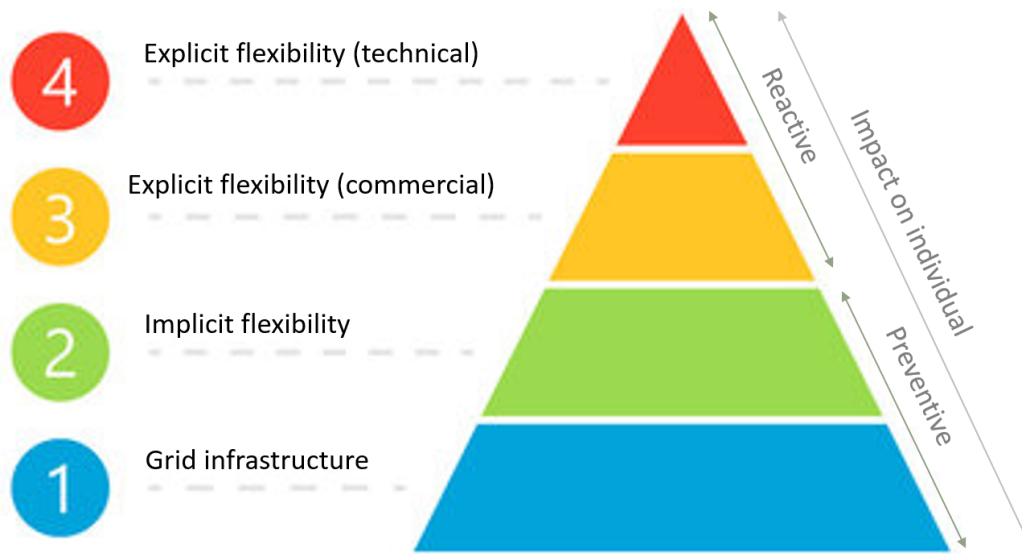 4
Explicit flexibility (technical)
3
Explicit flexibility (commercial)
2
Implicit flexibility
1
Grid infrastructure
Reactive
Impact on individual
Preventive